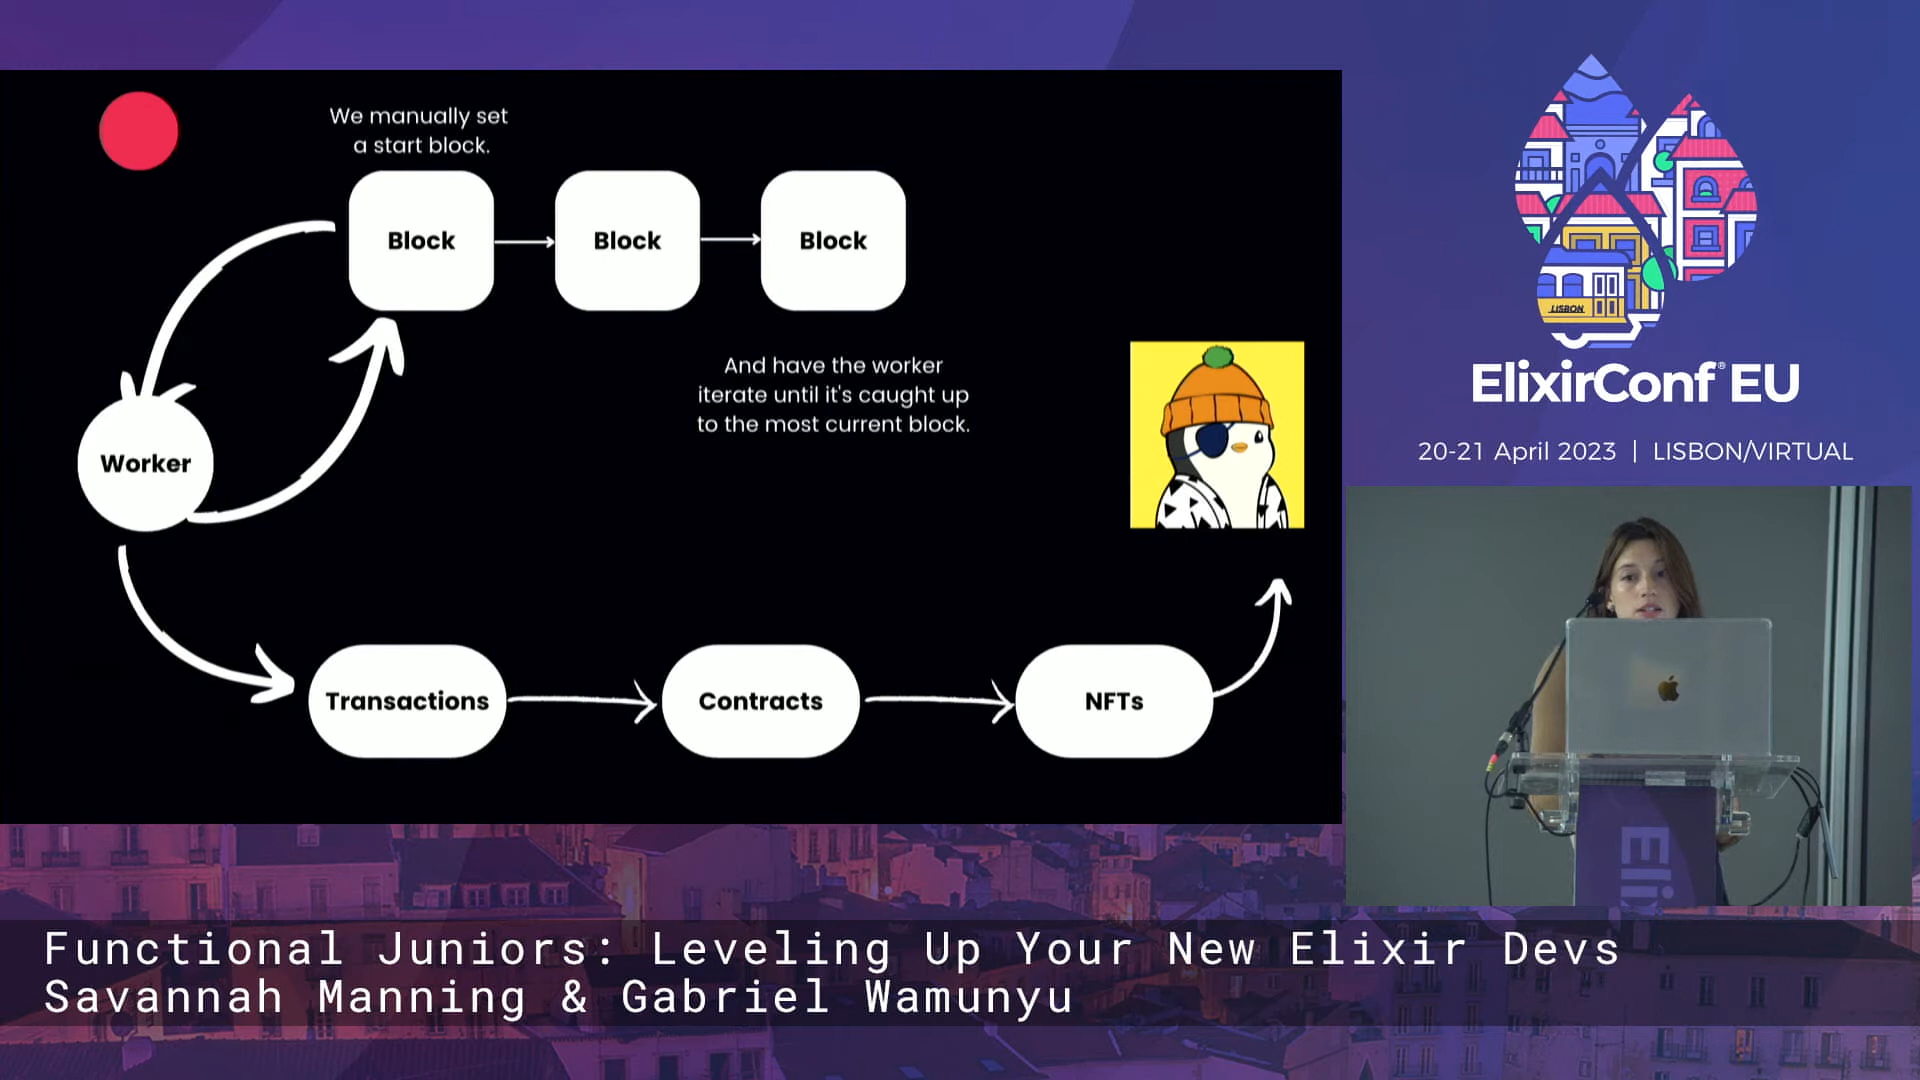 We manually set
a start block.
Block
Block
Block
And have the worker
iterate until it's caught up
to the most current block.
Worker
Transactions
Contracts
NFTs
LISBON
ElixirConf® EU
20-21 April 2023 | LISBON/VIRTUAL
Elix
Functional Juniors: Leveling Up Your New Elixir Devs
Savannah Manning & Gabriel Wamunyu